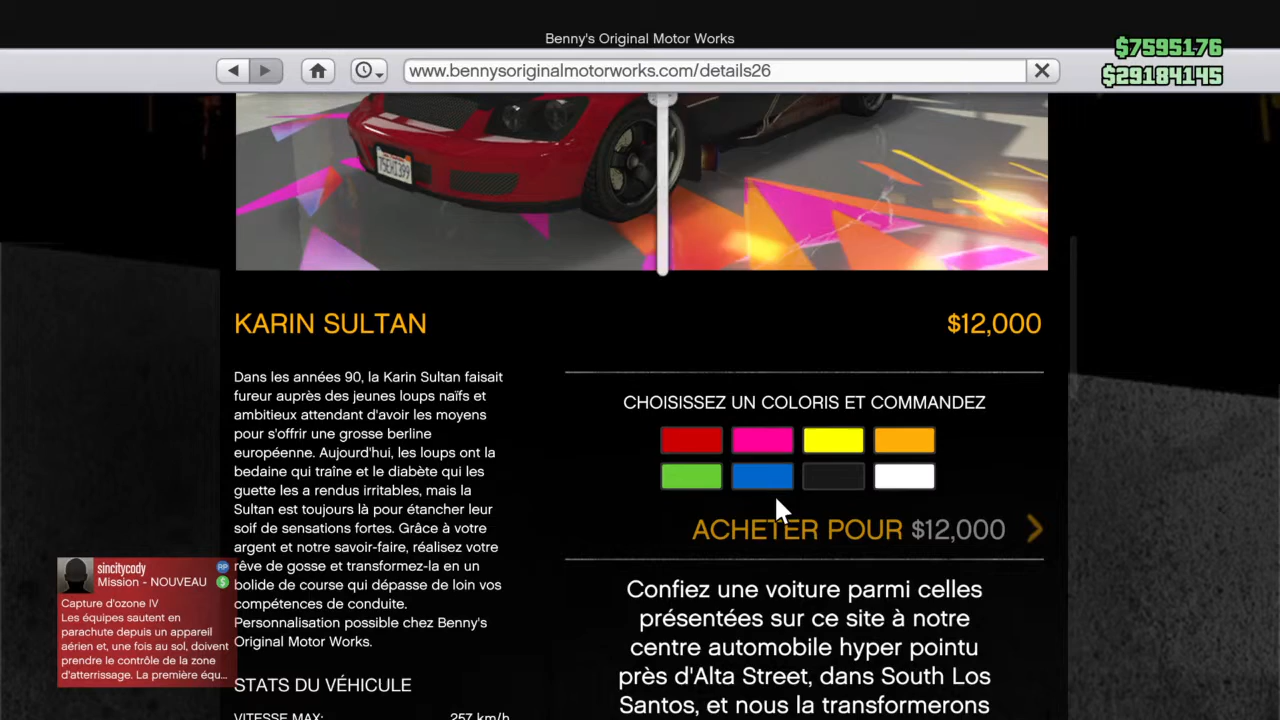 Benny's Original Motor Works
$7595176
www.bennysoriginalmotorworks.com/details26
$29184145
75EHI399
KARIN SULTAN
$12,000
Dans les années 90, la Karin Sultan faisait
fureur auprès des jeunes loups naïfs et
ambitieux attendant d'avoir les moyens
pour s'offrir une grosse berline
européenne. Aujourd'hui, les loups ont la
bedaine qui traîne et le diabète qui les
guette les a rendus irritables, mais la
Sultan est toujours là pour étancher leur
soif de sensations fortes. Grâce à votre
argent et notre savoir-faire, réalisez votre
rêve de gosse et transformez-la en un
bolide de course qui dépasse de loin vos
compétences de conduite.
Personnalisation possible chez Benny's
Original Motor Works.
STATS DU VÉHICULE
VITESSE MAX: 257 km/h
CHOISISSEZ UN COLORIS ET COMMANDEZ
ACHETER POUR $12,000
Confiez une voiture parmi celles
présentées sur ce site à notre
centre automobile hyper pointu
près d'Alta Street, dans South Los
Santos, et nous la transformerons
sincitycody
RP
Mission - NOUVEAU
$
Capture d'ozone IV
Les équipes sautent en
parachute depuis un appareil
aérien et, une fois au sol, doivent
prendre le contrôle de la zone
d'atterrissage. La première équ...